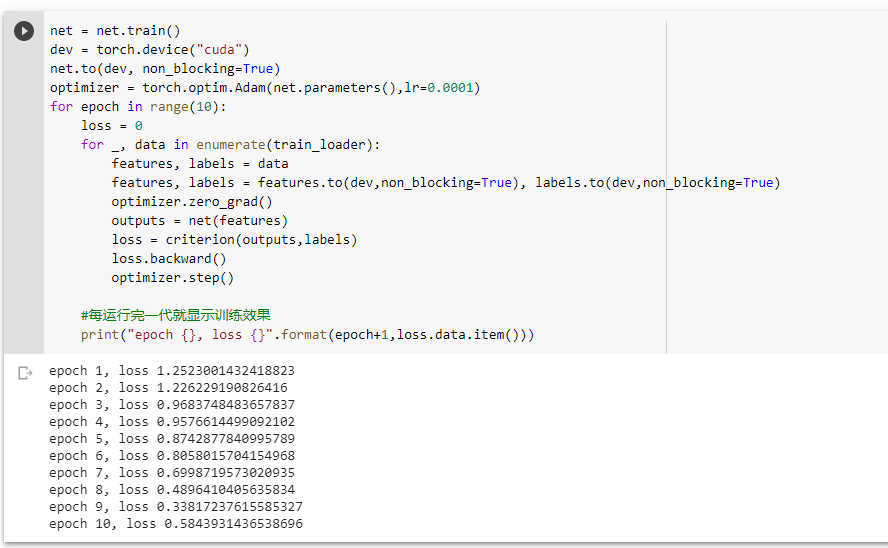 net = net.train()
dev = torch.device("cuda")
net.to(dev, non_blocking=True)
optimizer = torch.optim.Adam(net.parameters(),lr=0.0001)
for epoch in range(10):
    loss = 0
    for _, data in enumerate(train_loader):
        features, labels = data
        features, labels = features.to(dev,non_blocking=True), labels.to(dev,non_blocking=True)
        optimizer.zero_grad()
        outputs = net(features)
        loss = criterion(outputs,labels)
        loss.backward()
        optimizer.step()
    #每运行完一代就显示训练效果
    print("epoch {}, loss {}".format(epoch+1,loss.data.item()))
epoch 1, loss 1.2523001432418823
epoch 2, loss 1.226229190826416
epoch 3, loss 0.9683748483657837
epoch 4, loss 0.9576614499092102
epoch 5, loss 0.8742877840995789
epoch 6, loss 0.8058015704154968
epoch 7, loss 0.6998719573020935
epoch 8, loss 0.4896410405635834
epoch 9, loss 0.33817237615585327
epoch 10, loss 0.5843931436538696